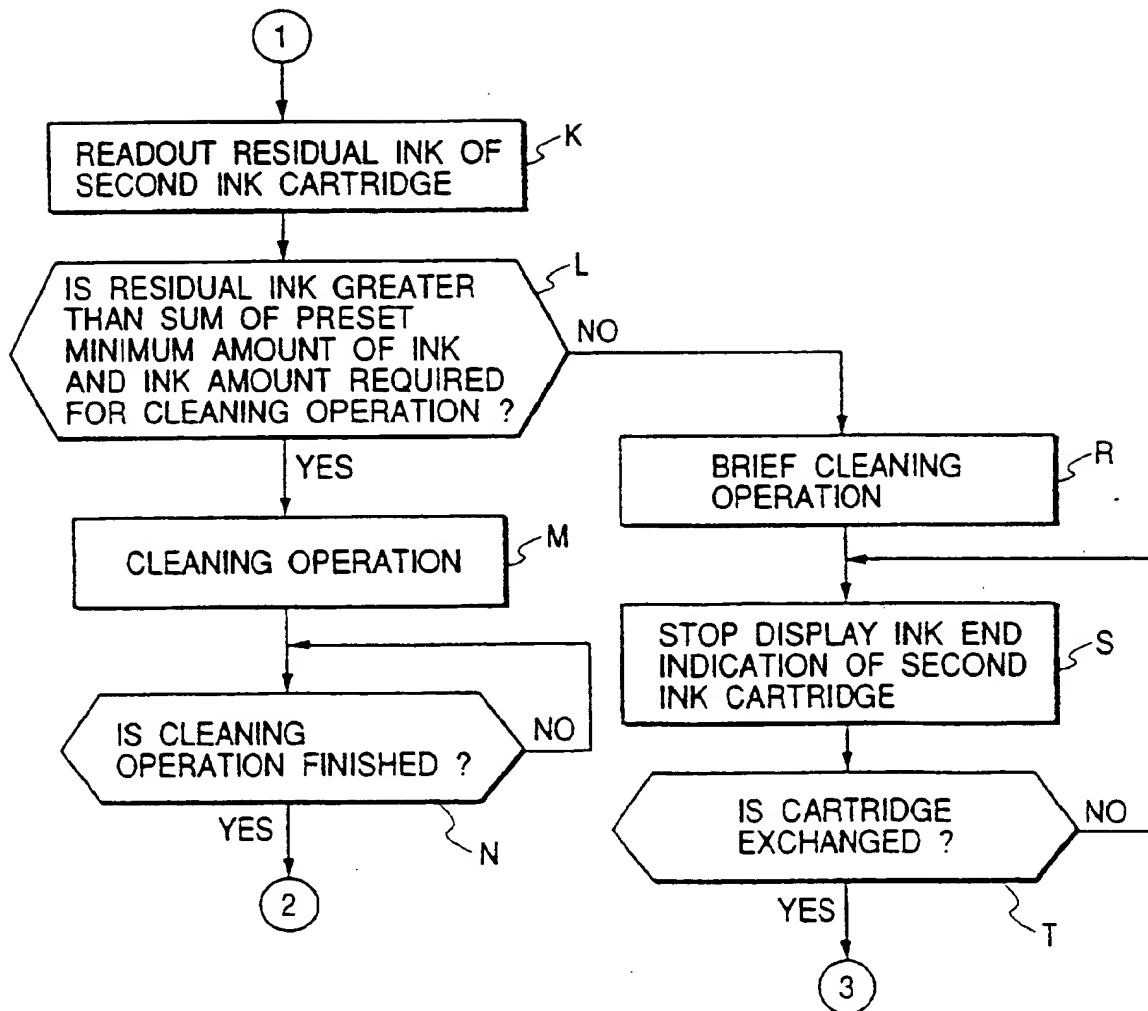 1
READOUT RESIDUAL INK OF
SECOND INK CARTRIDGE
K
IS RESIDUAL INK GREATER
THAN SUM OF PRESET
MINIMUM AMOUNT OF INK
AND INK AMOUNT REQUIRED
FOR CLEANING OPERATION ?
L
NO
YES
CLEANING OPERATION
M
IS CLEANING
OPERATION FINISHED ?
NO
YES
N
2
BRIEF CLEANING
OPERATION
R
STOP DISPLAY INK END
INDICATION OF SECOND
INK CARTRIDGE
S
IS CARTRIDGE
EXCHANGED ?
NO
YES
T
3